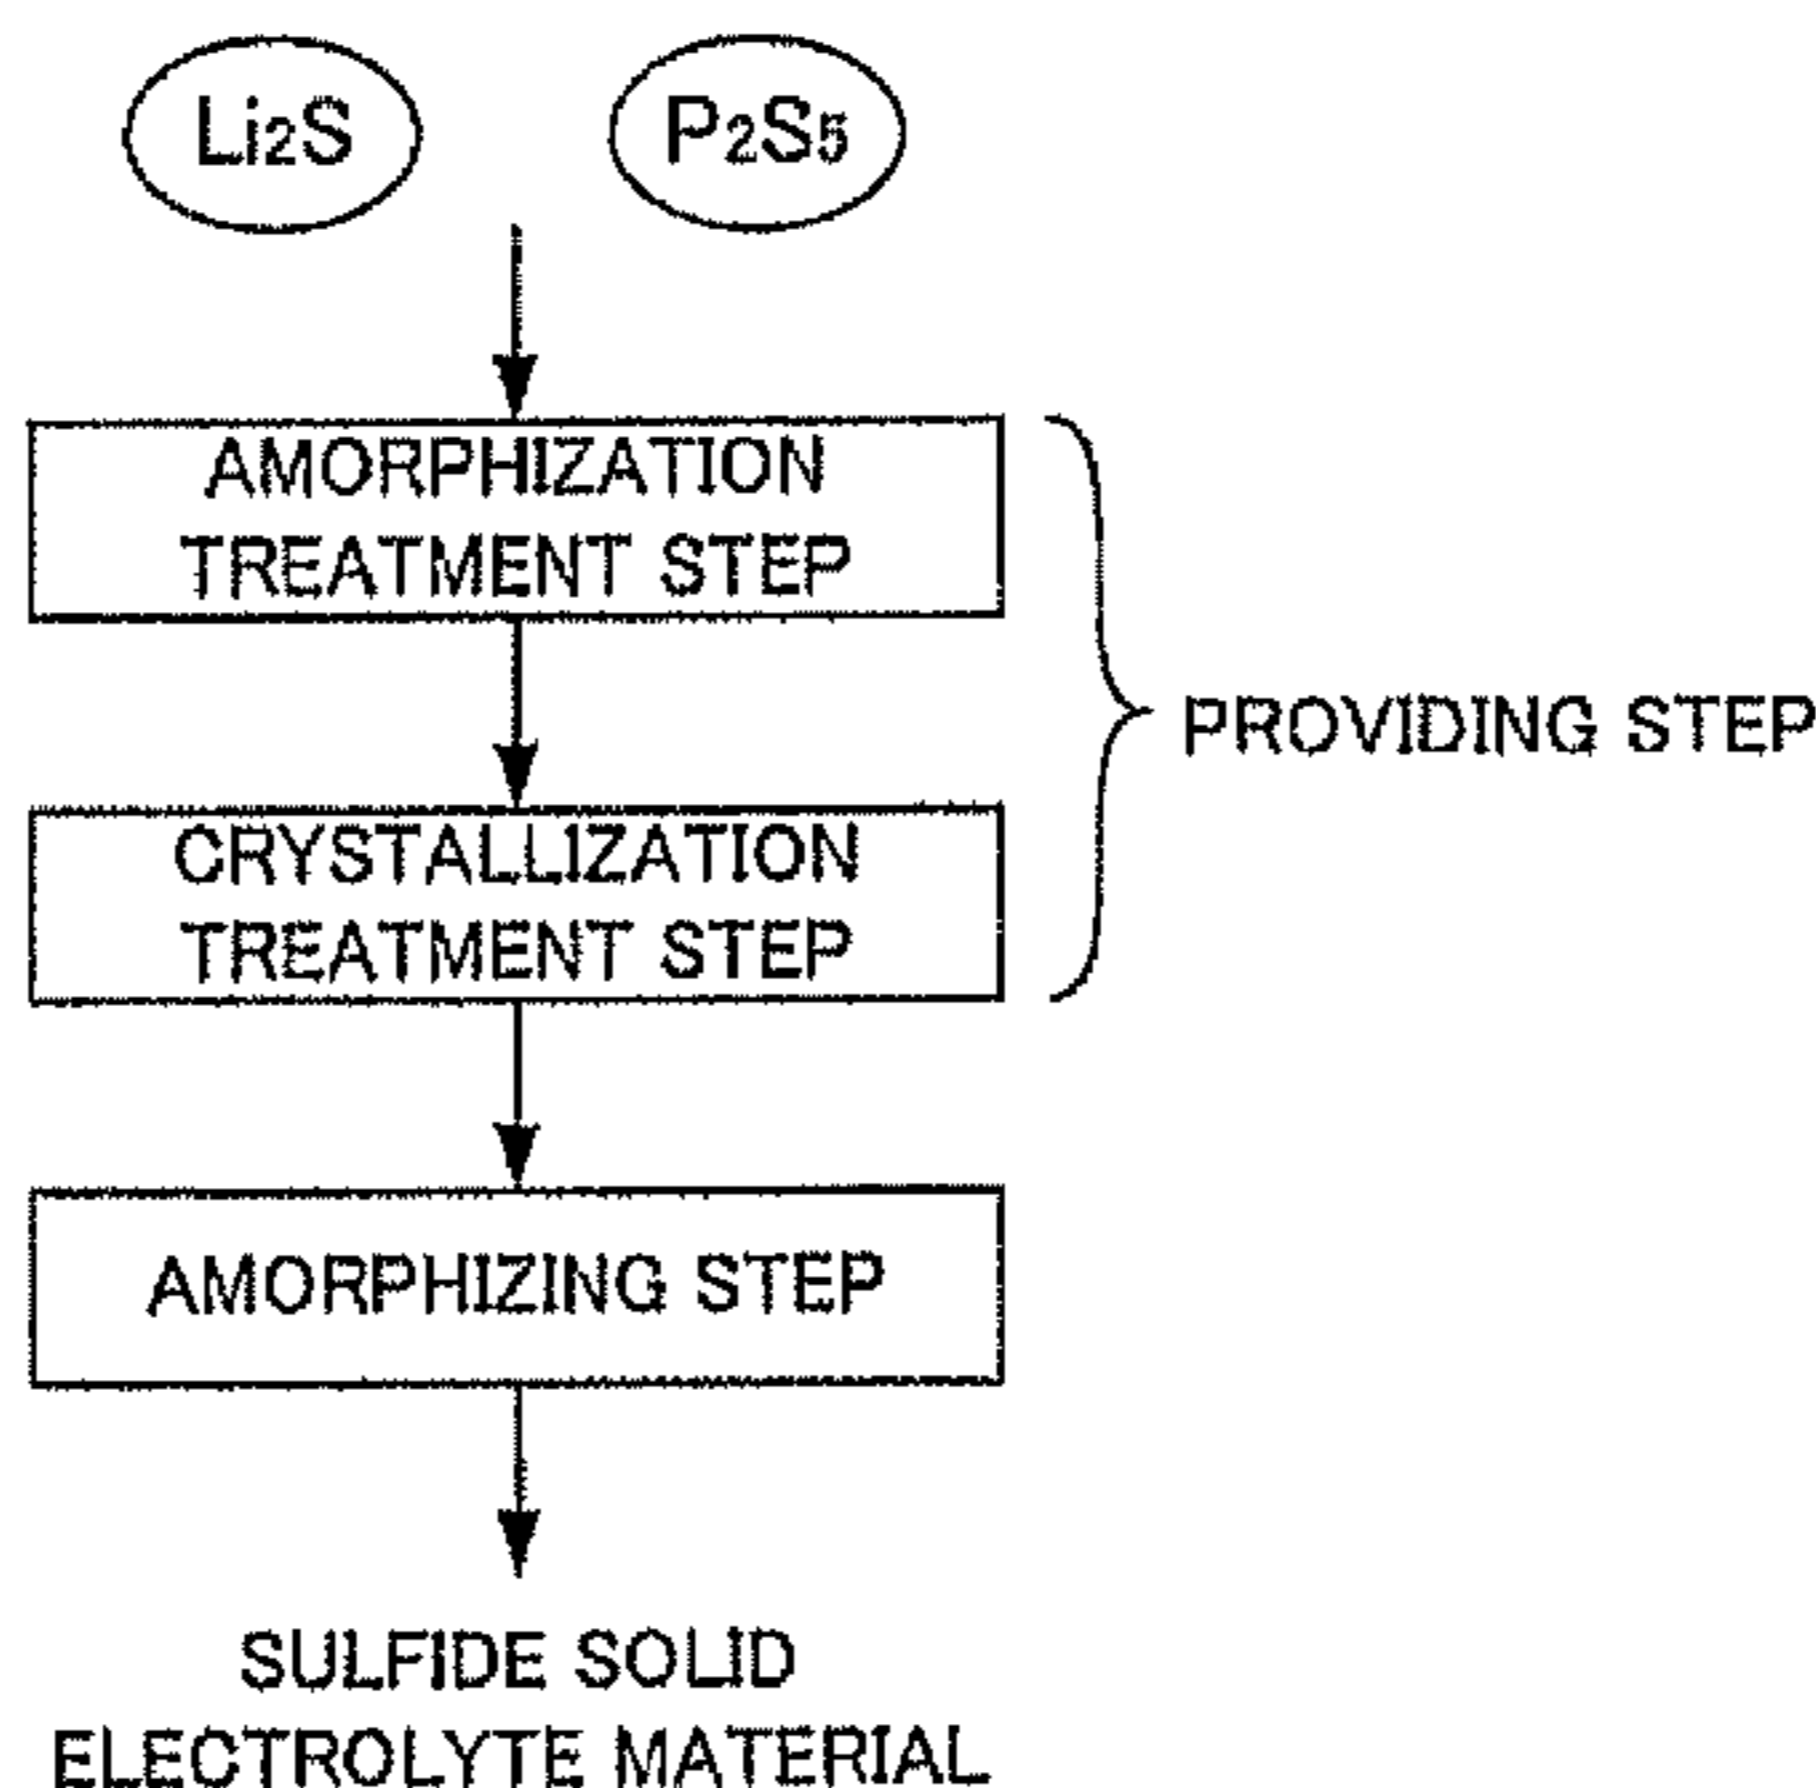 Li2S P2S5
AMORPHIZATION
TREATMENT STEP
PROVIDING STEP
CRYSTALLIZATION
TREATMENT STEP
AMORPHIZING STEP
SULFIDE SOLID
ELECTROLYTE MATERIAL